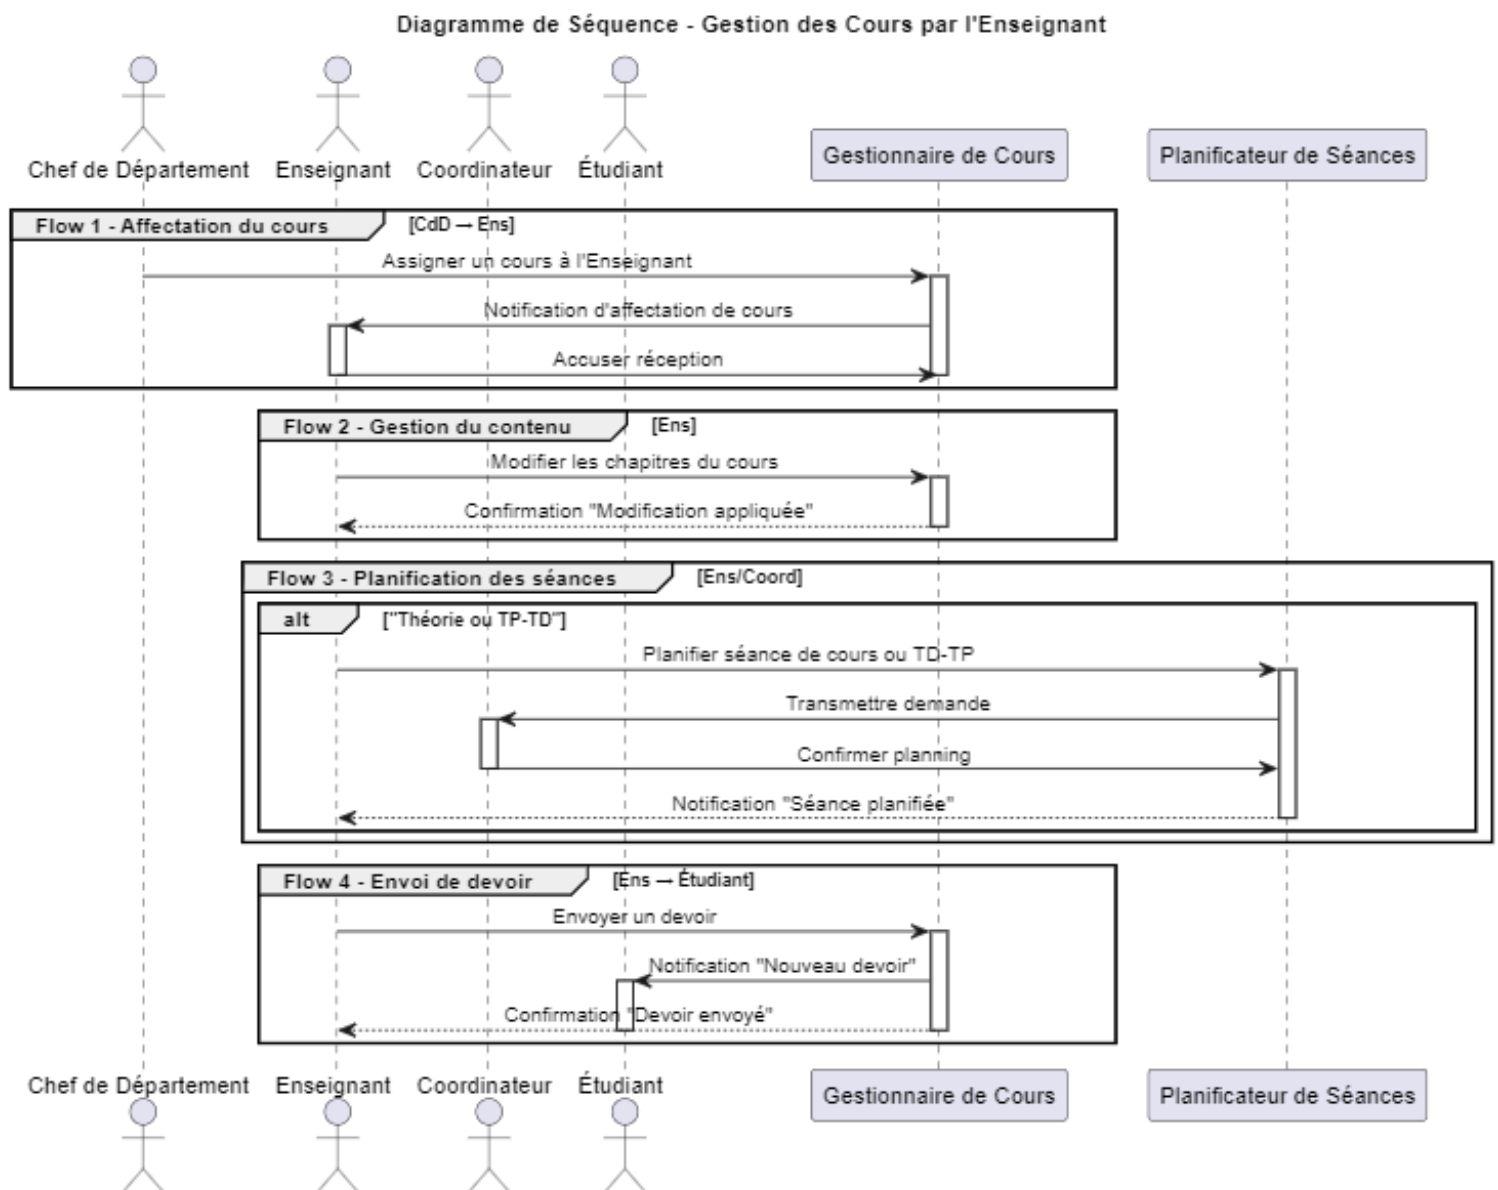 Diagramme de Séquence - Gestion des Cours par l'Enseignant
Chef de Département Enseignant Coordinateur Étudiant Gestionnaire de Cours Planificateur de Séances
Flow 1 - Affectation du cours [CdD → Ens]
Assigner un cours à l'Enseignant
Notification d'affectation de cours
Accuser réception
Flow 2 - Gestion du contenu [Ens]
Modifier les chapitres du cours
Confirmation "Modification appliquée"
Flow 3 - Planification des séances [Ens/Coord]
alt ["Théorie ou TP-TD"]
Planifier séance de cours ou TD-TP
Transmettre demande
Confirmer planning
Notification "Séance planifiée"
Flow 4 - Envoi de devoir [Ens → Étudiant]
Envoyer un devoir
Notification "Nouveau devoir"
Confirmation "Devoir envoyé"
Chef de Département Enseignant Coordinateur Étudiant Gestionnaire de Cours Planificateur de Séances